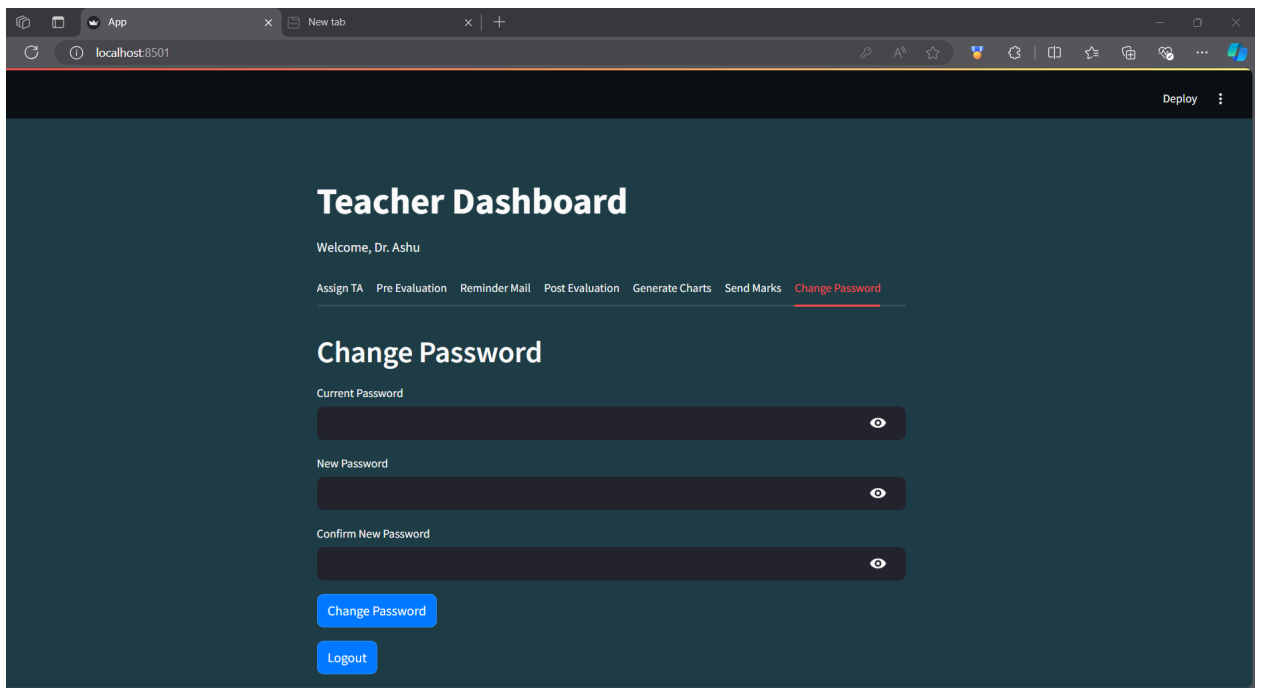 App
New tab
localhost:8501
Deploy
Teacher Dashboard
Welcome, Dr. Ashu
Assign TA Pre Evaluation Reminder Mail Post Evaluation Generate Charts Send Marks Change Password
Change Password
Current Password
New Password
Confirm New Password
Change Password
Logout